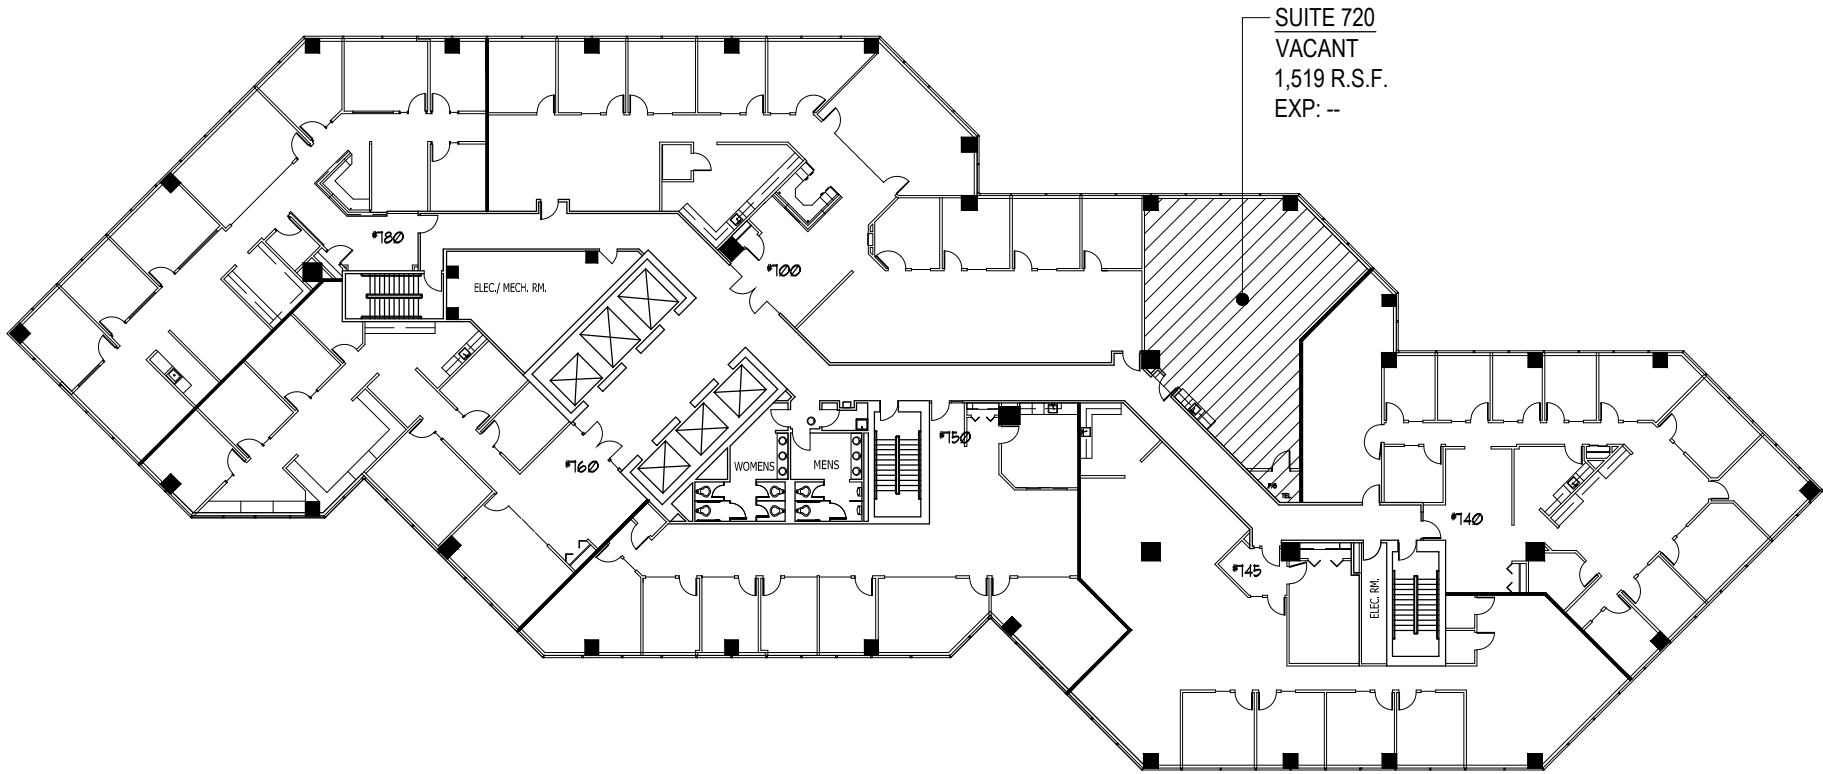 SUITE 720
VACANT
1,519 R.S.F.
EXP: --
#780
#700
ELEC./ MECH. RM.
#750
#760
WOMENS
MENS
TEL
#740
#745
ELEC. RM.